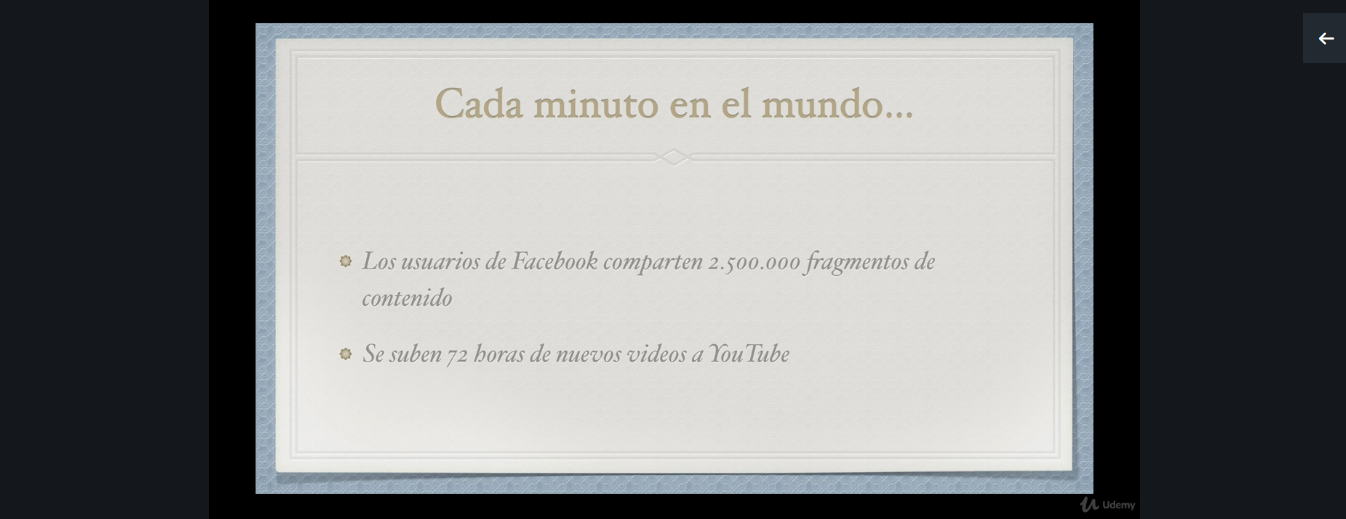 Cada minuto en el mundo...
Los usuarios de Facebook comparten 2.500.000 fragmentos de
contenido
Se suben 72 horas de nuevos videos a YouTube
Udemy